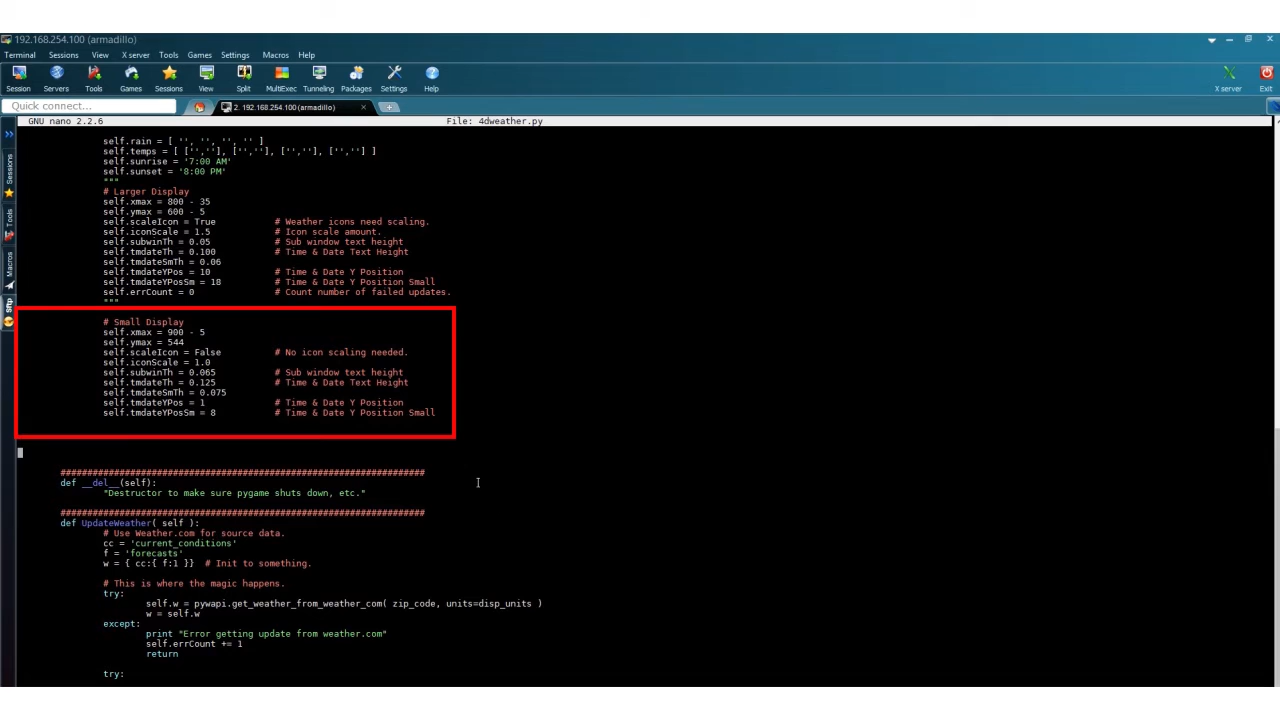 192.168.254.100 (armadillo)
Terminal Sessions View X server Tools Games Settings Macros Help
Session Servers Tools Games Sessions View Split MultiExec Tunneling Packages Settings Help X server Exit
Quick connect... 2. 192.168.254.100 (armadillo)
GNU nano 2.2.6 File: 4dweather.py
Sessions
Tools
Macros
Sftp
self.rain = [ '', '', '', '' ]
self.temps = [ ['',''], ['',''], ['',''], ['',''] ]
self.sunrise = '7:00 AM'
self.sunset = '8:00 PM'
"""
# Larger Display
self.xmax = 800 - 35
self.ymax = 600 - 5
self.scaleIcon = True # Weather icons need scaling.
self.iconScale = 1.5 # Icon scale amount.
self.subwinTh = 0.05 # Sub window text height
self.tmdateTh = 0.100 # Time & Date Text Height
self.tmdateSmTh = 0.06
self.tmdateYPos = 10 # Time & Date Y Position
self.tmdateYPosSm = 18 # Time & Date Y Position Small
self.errCount = 0 # Count number of failed updates.
"""
# Small Display
self.xmax = 900 - 5
self.ymax = 544
self.scaleIcon = False # No icon scaling needed.
self.iconScale = 1.0
self.subwinTh = 0.065 # Sub window text height
self.tmdateTh = 0.125 # Time & Date Text Height
self.tmdateSmTh = 0.075
self.tmdateYPos = 1 # Time & Date Y Position
self.tmdateYPosSm = 8 # Time & Date Y Position Small
####################################################################
def __del__(self):
"Destructor to make sure pygame shuts down, etc."
####################################################################
def UpdateWeather( self ):
# Use Weather.com for source data.
cc = 'current_conditions'
f = 'forecasts'
w = { cc:{ f:1 }} # Init to something.
# This is where the magic happens.
try:
self.w = pywapi.get_weather_from_weather_com( zip_code, units=disp_units )
w = self.w
except:
print "Error getting update from weather.com"
self.errCount += 1
return
try: